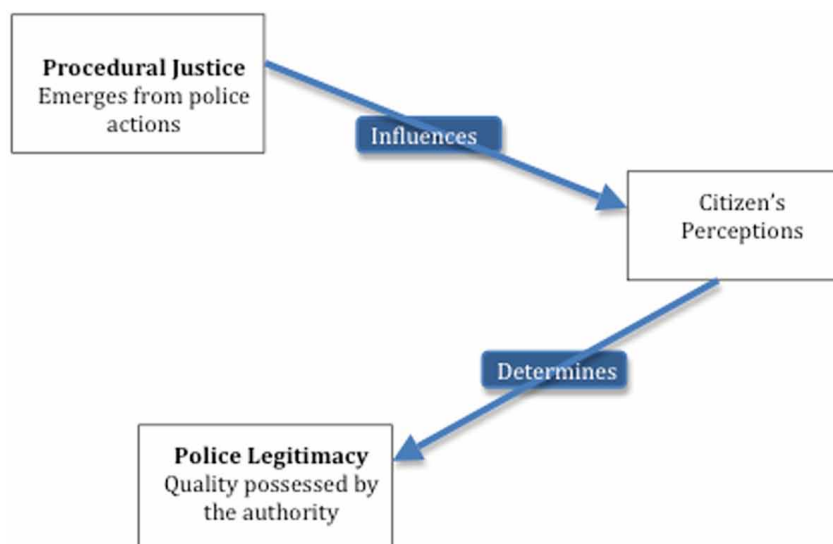 Procedural Justice
Emerges from police
actions
Influences
Citizen's
Perceptions
Determines
Police Legitimacy
Quality possessed by
the authority